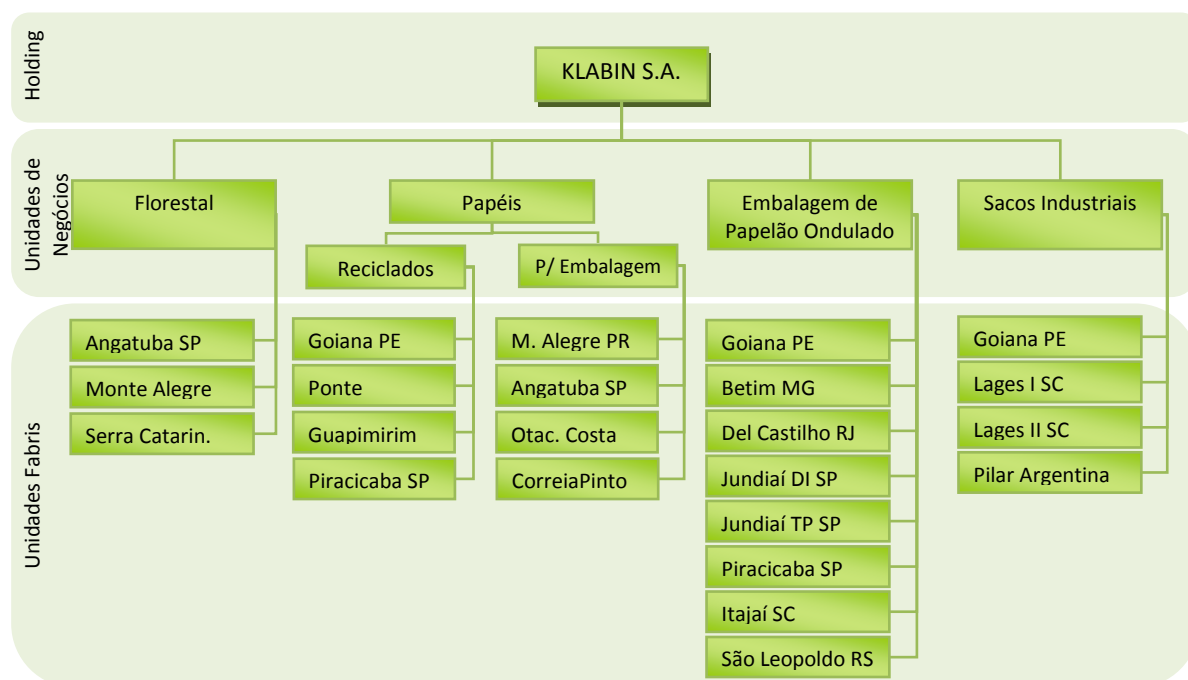 Holding
KLABIN S.A.
Unidades de
Negócios
Florestal
Papéis
Embalagem de
Papelão Ondulado
Sacos Industriais
Reciclados
P/ Embalagem
Unidades Fabris
Angatuba SP
Monte Alegre
Serra Catarin.
Goiana PE
Ponte
Guapimirim
Piracicaba SP
M. Alegre PR
Angatuba SP
Otac. Costa
CorreiaPinto
Goiana PE
Betim MG
Del Castilho RJ
Jundiaí DI SP
Jundiaí TP SP
Piracicaba SP
Itajaí SC
São Leopoldo RS
Goiana PE
Lages I SC
Lages II SC
Pilar Argentina